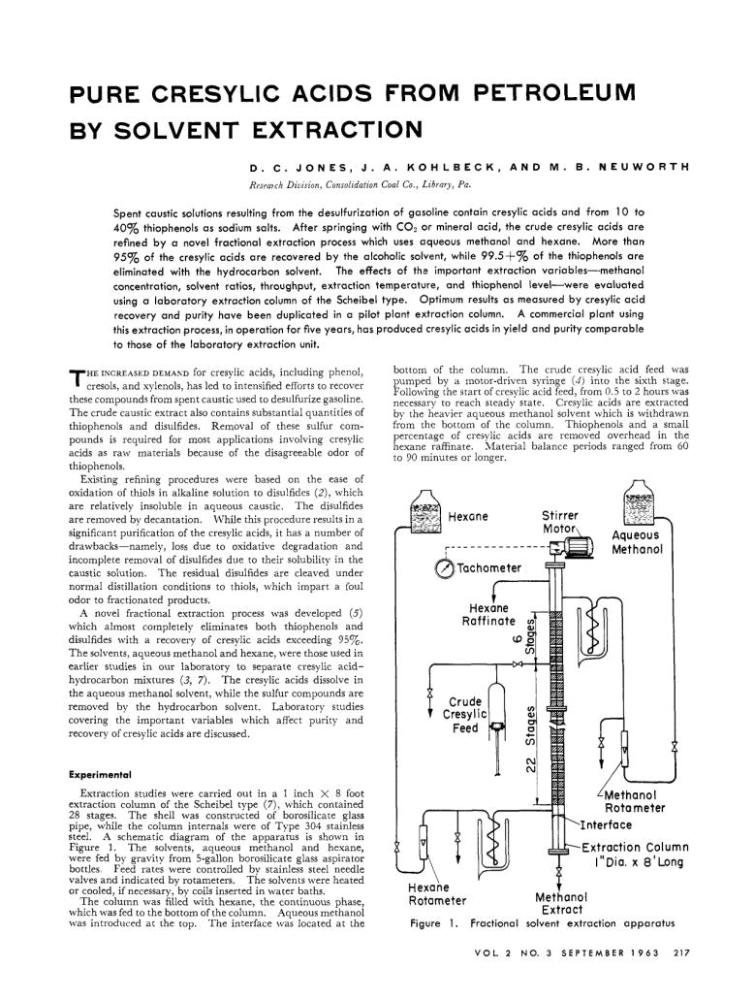 PURE CRESYLIC ACIDS FROM PETROLEUM
BY SOLVENT EXTRACTION
D. C. JONES, J. A. KOHLBECK, AND M. B. NEUWORTH
Research Division, Consolidation Coal Co., Library, Pa.
Spent caustic solutions resulting from the desulfurization of gasoline contain cresylic acids and from 10 to
40% thiophenols as sodium salts. After springing with CO₂ or mineral acid, the crude cresylic acids are
refined by a novel fractional extraction process which uses aqueous methanol and hexane. More than
95% of the cresylic acids are recovered by the alcoholic solvent, while 99.5+% of the thiophenols are
eliminated with the hydrocarbon solvent. The effects of the important extraction variables—methanol
concentration, solvent ratios, throughput, extraction temperature, and thiophenol level—were evaluated
using a laboratory extraction column of the Scheibel type. Optimum results as measured by cresylic acid
recovery and purity have been duplicated in a pilot plant extraction column. A commercial plant using
this extraction process, in operation for five years, has produced cresylic acids in yield and purity comparable
to those of the laboratory extraction unit.
THE INCREASED DEMAND for cresylic acids, including phenol,
cresols, and xylenols, has led to intensified efforts to recover
these compounds from spent caustic used to desulfurize gasoline.
The crude caustic extract also contains substantial quantities of
thiophenols and disulfides. Removal of these sulfur com-
pounds is required for most applications involving cresylic
acids as raw materials because of the disagreeable odor of
thiophenols.
Existing refining procedures were based on the ease of
oxidation of thiols in alkaline solution to disulfides (2), which
are relatively insoluble in aqueous caustic. The disulfides
are removed by decantation. While this procedure results in a
significant purification of the cresylic acids, it has a number of
drawbacks—namely, loss due to oxidative degradation and
incomplete removal of disulfides due to their solubility in the
caustic solution. The residual disulfides are cleaved under
normal distillation conditions to thiols, which impart a foul
odor to fractionated products.
A novel fractional extraction process was developed (5)
which almost completely eliminates both thiophenols and
disulfides with a recovery of cresylic acids exceeding 95%.
The solvents, aqueous methanol and hexane, were those used in
earlier studies in our laboratory to separate cresylic acid–
hydrocarbon mixtures (3, 7). The cresylic acids dissolve in
the aqueous methanol solvent, while the sulfur compounds are
removed by the hydrocarbon solvent. Laboratory studies
covering the important variables which affect purity and
recovery of cresylic acids are discussed.
Experimental
Extraction studies were carried out in a 1 inch × 8 foot
extraction column of the Scheibel type (7), which contained
28 stages. The shell was constructed of borosilicate glass
pipe, while the column internals were of Type 304 stainless
steel. A schematic diagram of the apparatus is shown in
Figure 1. The solvents, aqueous methanol and hexane,
were fed by gravity from 5-gallon borosilicate glass aspirator
bottles. Feed rates were controlled by stainless steel needle
valves and indicated by rotameters. The solvents were heated
or cooled, if necessary, by coils inserted in water baths.
The column was filled with hexane, the continuous phase,
which was fed to the bottom of the column. Aqueous methanol
was introduced at the top. The interface was located at the
bottom of the column. The crude cresylic acid feed was
pumped by a motor-driven syringe (4) into the sixth stage.
Following the start of cresylic acid feed, from 0.5 to 2 hours was
necessary to reach steady state. Cresylic acids are extracted
by the heavier aqueous methanol solvent which is withdrawn
from the bottom of the column. Thiophenols and a small
percentage of cresylic acids are removed overhead in the
hexane raffinate. Material balance periods ranged from 60
to 90 minutes or longer.
Hexane
Stirrer
Motor
Aqueous
Methanol
Tachometer
Hexane
Raffinate
6
Stages
Crude
Cresylic
Feed
22 Stages
Methanol
Rotameter
Interface
Extraction Column
1"Dia. x 8' Long
Hexane
Rotameter
Methanol
Extract
Figure 1. Fractional solvent extraction apparatus
VOL. 2 NO. 3 SEPTEMBER 1963 217